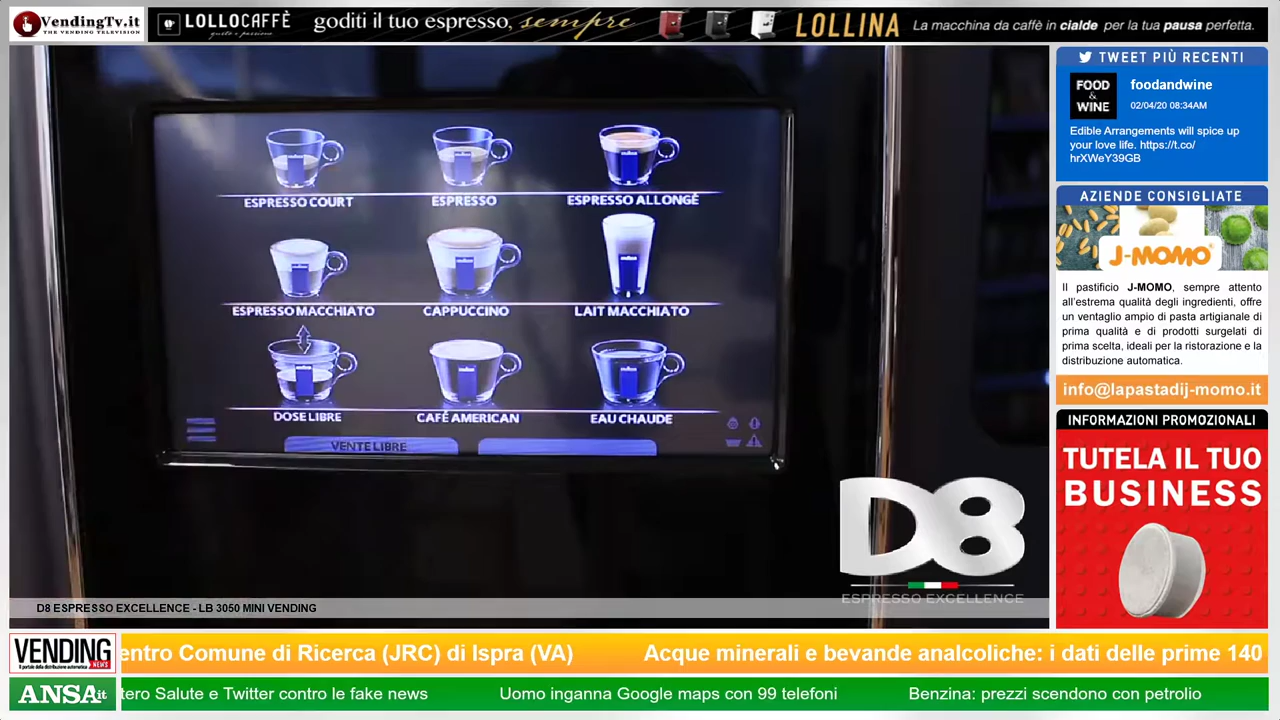 VendingTv.it
THE VENDING TELEVISION
LOLLOCAFFÈ
gusto e passione
goditi il tuo espresso, sempre
LOLLINA
La macchina da caffè in cialde per la tua pausa perfetta.
ESPRESSO COURT
ESPRESSO
ESPRESSO ALLONGÈ
ESPRESSO MACCHIATO
CAPPUCCINO
LAIT MACCHIATO
DOSE LIBRE
CAFÉ AMERICAN
EAU CHAUDE
VENTE LIBRE
D8
ESPRESSO EXCELLENCE
D8 ESPRESSO EXCELLENCE - LB 3050 MINI VENDING
TWEET PIÙ RECENTI
FOOD
&
WINE
foodandwine
02/04/20 08:34AM
Edible Arrangements will spice up
your love life. https://t.co/
hrXWeY39GB
AZIENDE CONSIGLIATE
J-MOMO
Il pastificio J-MOMO, sempre attento
all'estrema qualità degli ingredienti, offre
un ventaglio ampio di pasta artigianale di
prima qualità e di prodotti surgelati di
prima scelta, ideali per la ristorazione e la
distribuzione automatica.
info@lapastadij-momo.it
INFORMAZIONI PROMOZIONALI
TUTELA IL TUO
BUSINESS
VENDING
NEWS
Il portale della distribuzione automatica
entro Comune di Ricerca (JRC) di Ispra (VA) Acque minerali e bevande analcoliche: i dati delle prime 140
ANSA.it
tero Salute e Twitter contro le fake news Uomo inganna Google maps con 99 telefoni Benzina: prezzi scendono con petrolio